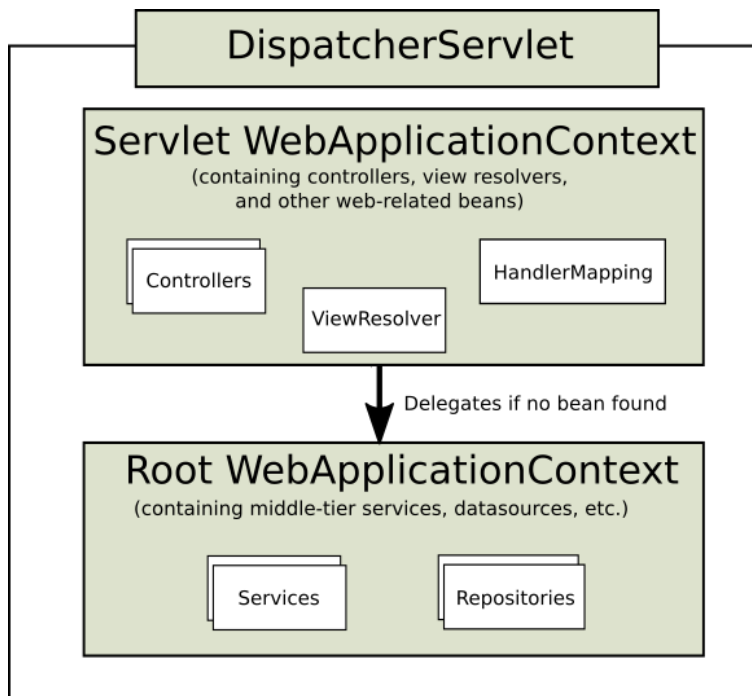 DispatcherServlet
Servlet WebApplicationContext
(containing controllers, view resolvers,
and other web-related beans)
Controllers
HandlerMapping
ViewResolver
Delegates if no bean found
Root WebApplicationContext
(containing middle-tier services, datasources, etc.)
Services
Repositories